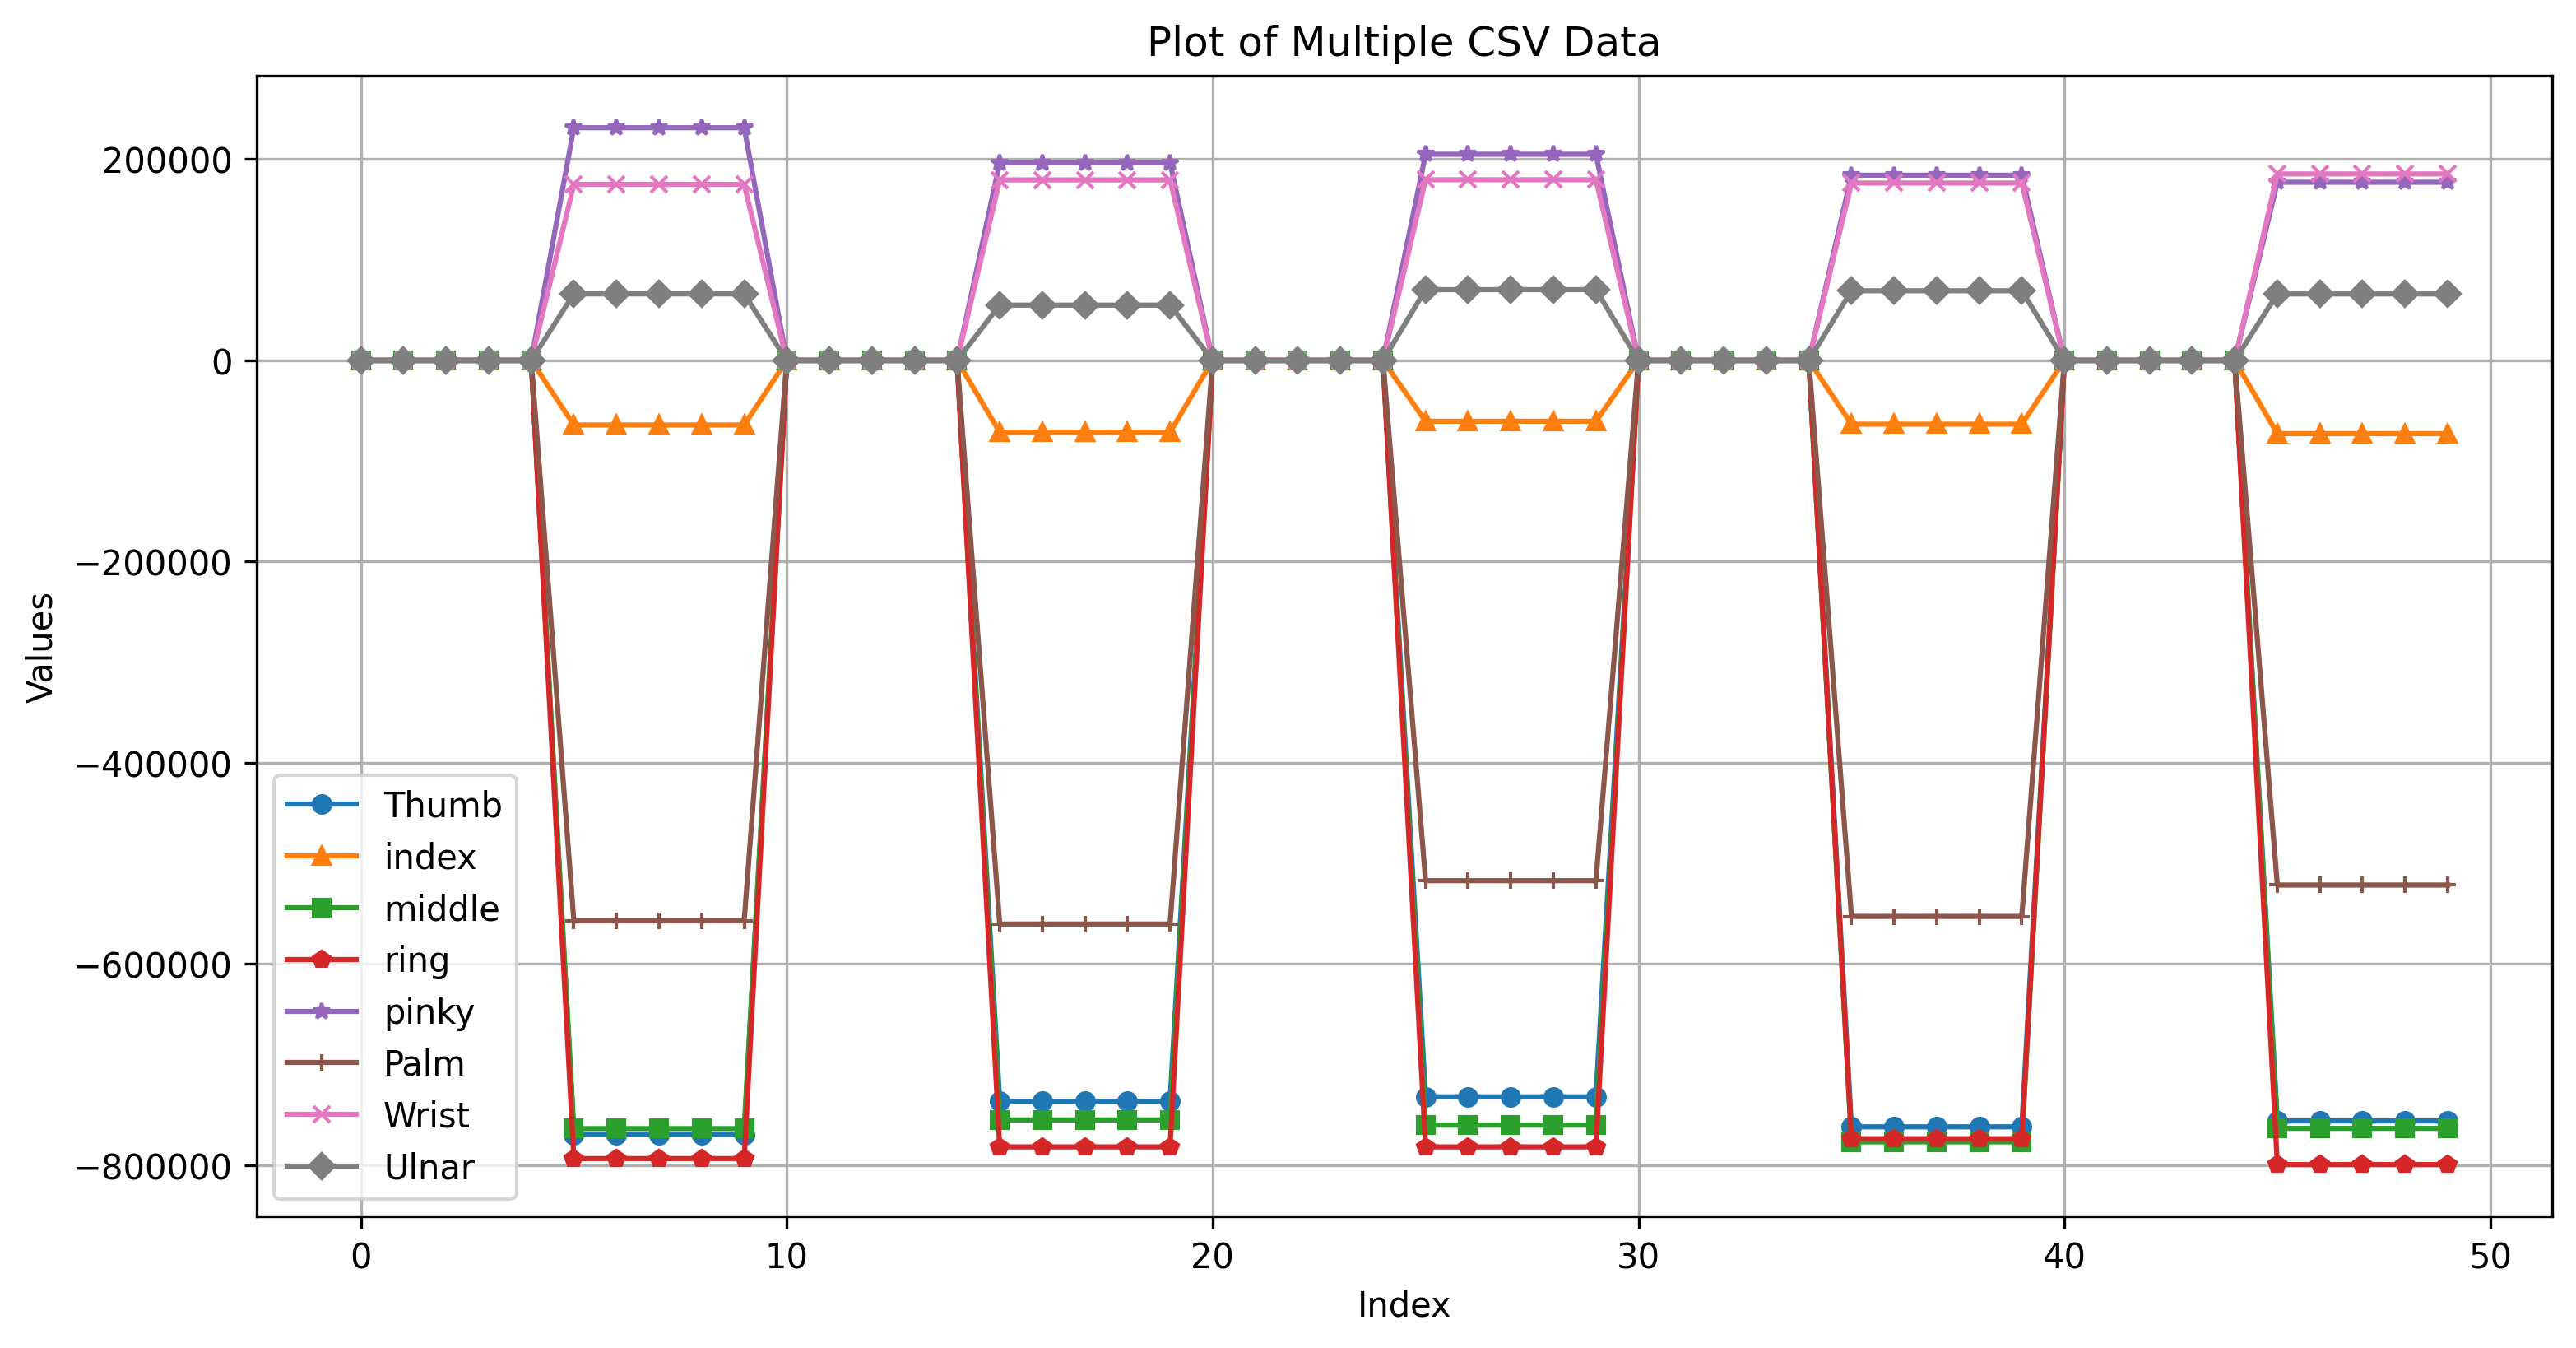 Plot of Multiple CSV Data
Values
200000
0
−200000
−400000
−600000
−800000
Thumb
index
middle
ring
pinky
Palm
Wrist
Ulnar
0 10 20 30 40 50
Index